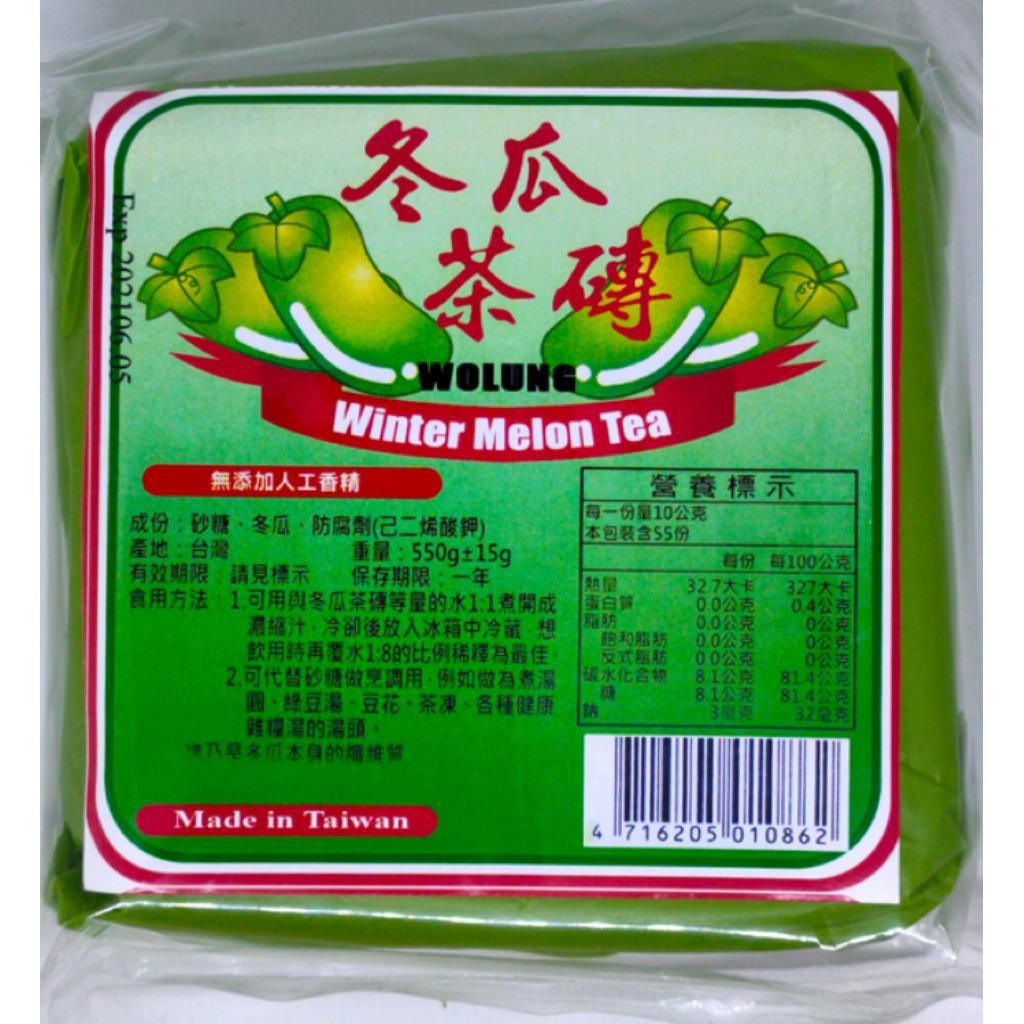 冬瓜
茶磚
Exp 202106.05
WOLUNG
Winter Melon Tea
無添加人工香精
成份：砂糖、冬瓜、防腐劑(己二烯酸鉀)
產地：台灣 重量：550g±15g
有效期限：請見標示 保存期限：一年
食用方法：1.可用與冬瓜茶磚等量的水1:1煮開成
濃縮汁，冷卻後放入冰箱中冷藏 想
飲用時再覆水1:8的比例稀釋為最佳
2.可代替砂糖做烹調用，例如做為煮湯
圓、綠豆湯、豆花、茶凍、各種健康
雜糧湯的湯頭。
乃是冬瓜本身的纖維質
Made in Taiwan
營養標示
每一份量10公克
本包裝含55份
每份 每100公克
熱量 32.7大卡 327大卡
蛋白質 0.0公克 0.4公克
脂肪 0.0公克 0公克
飽和脂肪 0.0公克 0公克
反式脂肪 0.0公克 0公克
碳水化合物 8.1公克 81.4公克
糖 8.1公克 81.4公克
鈉 3毫克 32毫克
4 716205 010862